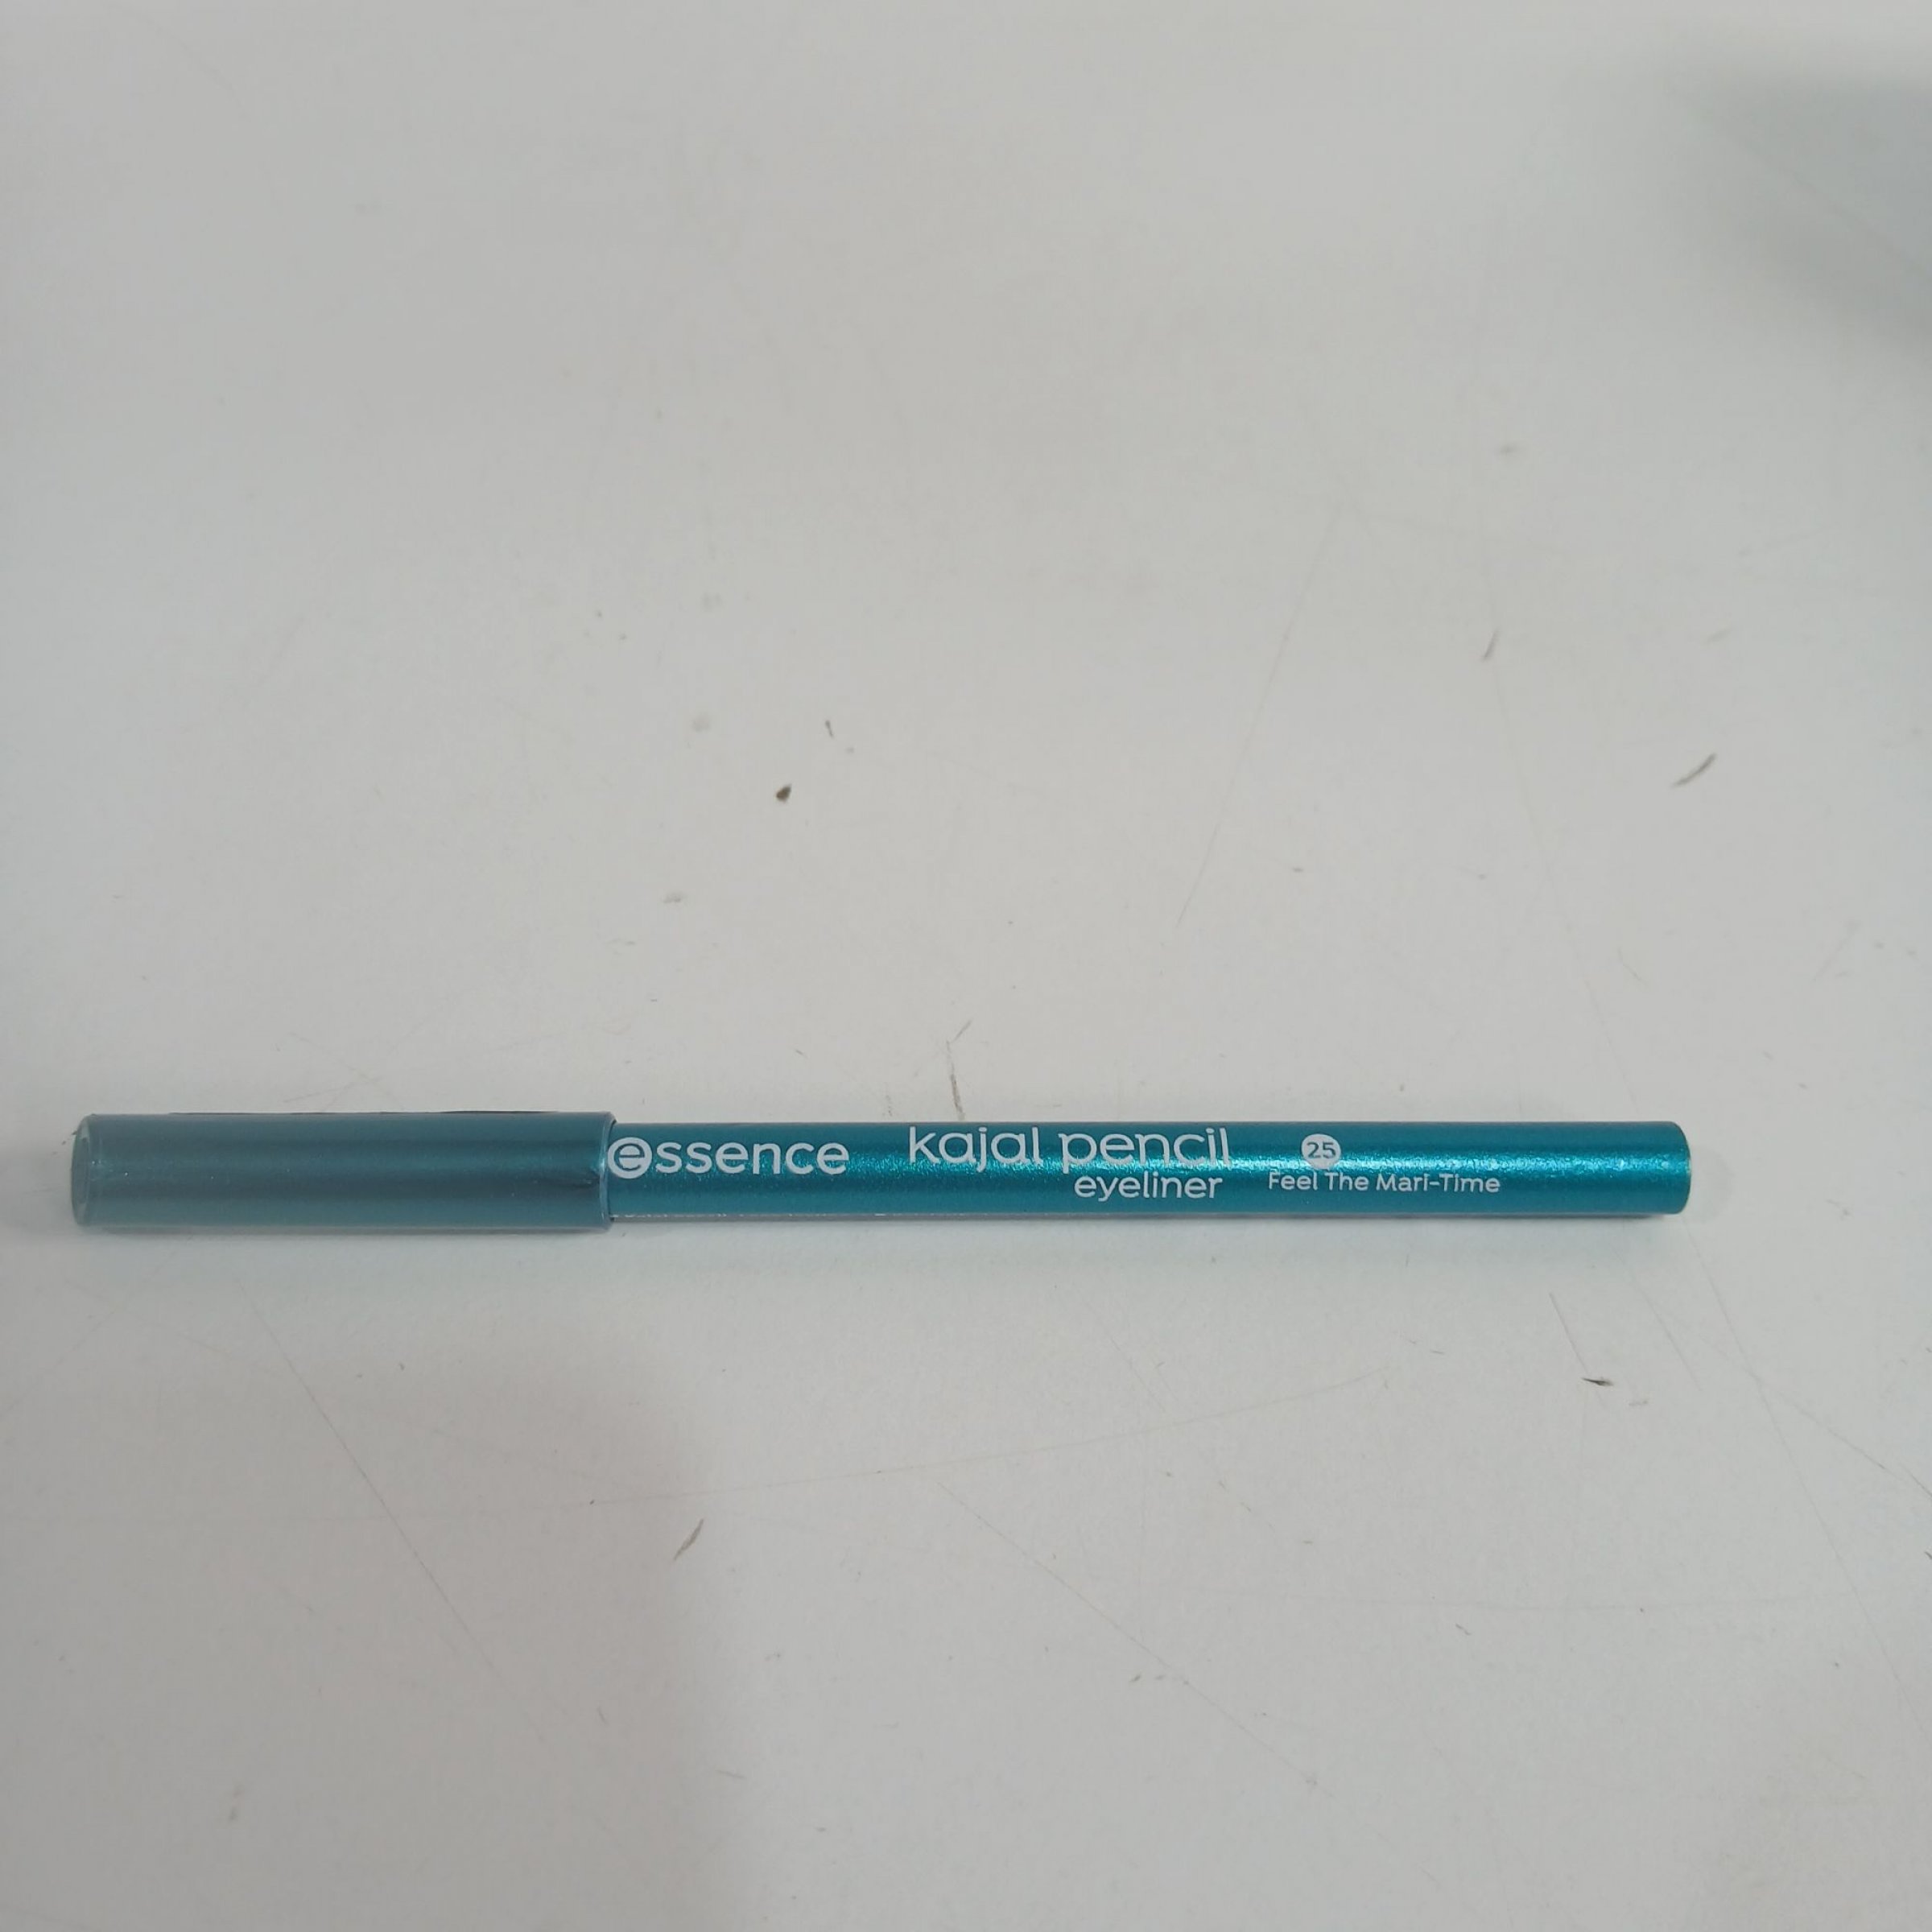 essence kajal pencil 25
eyeliner Feel The Mari-Time